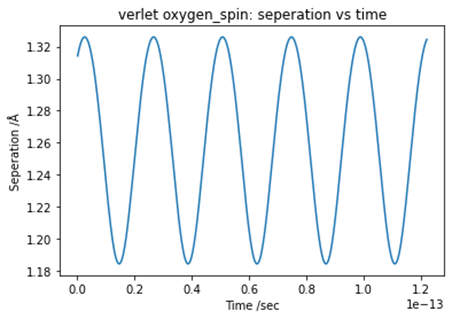 verlet oxygen_spin: seperation vs time
Seperation /Å
1.32
1.30
1.28
1.26
1.24
1.22
1.20
1.18
0.0 0.2 0.4 0.6 0.8 1.0 1.2
Time /sec
1e−13